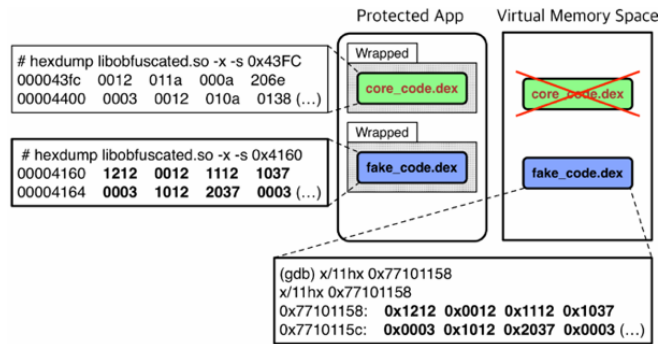 Protected App
Virtual Memory Space
# hexdump libobfuscated.so -x -s 0x43FC
000043fc 0012 011a 000a 206e
00004400 0003 0012 010a 0138 (...)
Wrapped
core_code.dex
core_code.dex
# hexdump libobfuscated.so -x -s 0x4160
00004160 1212 0012 1112 1037
00004164 0003 1012 2037 0003 (...)
Wrapped
fake_code.dex
fake_code.dex
(gdb) x/11hx 0x77101158
x/11hx 0x77101158
0x77101158: 0x1212 0x0012 0x1112 0x1037
0x7710115c: 0x0003 0x1012 0x2037 0x0003 (...)